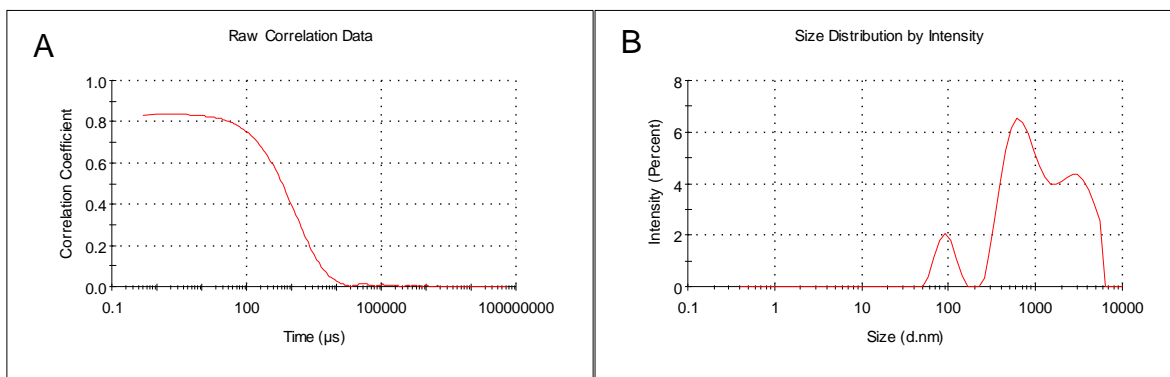 A
Raw Correlation Data
Correlation Coefficient
1.0
0.8
0.6
0.4
0.2
0.0
0.1
100
100000
100000000
Time (µs)
B
Size Distribution by Intensity
Intensity (Percent)
8
6
4
2
0
0.1
1
10
100
1000
10000
Size (d.nm)